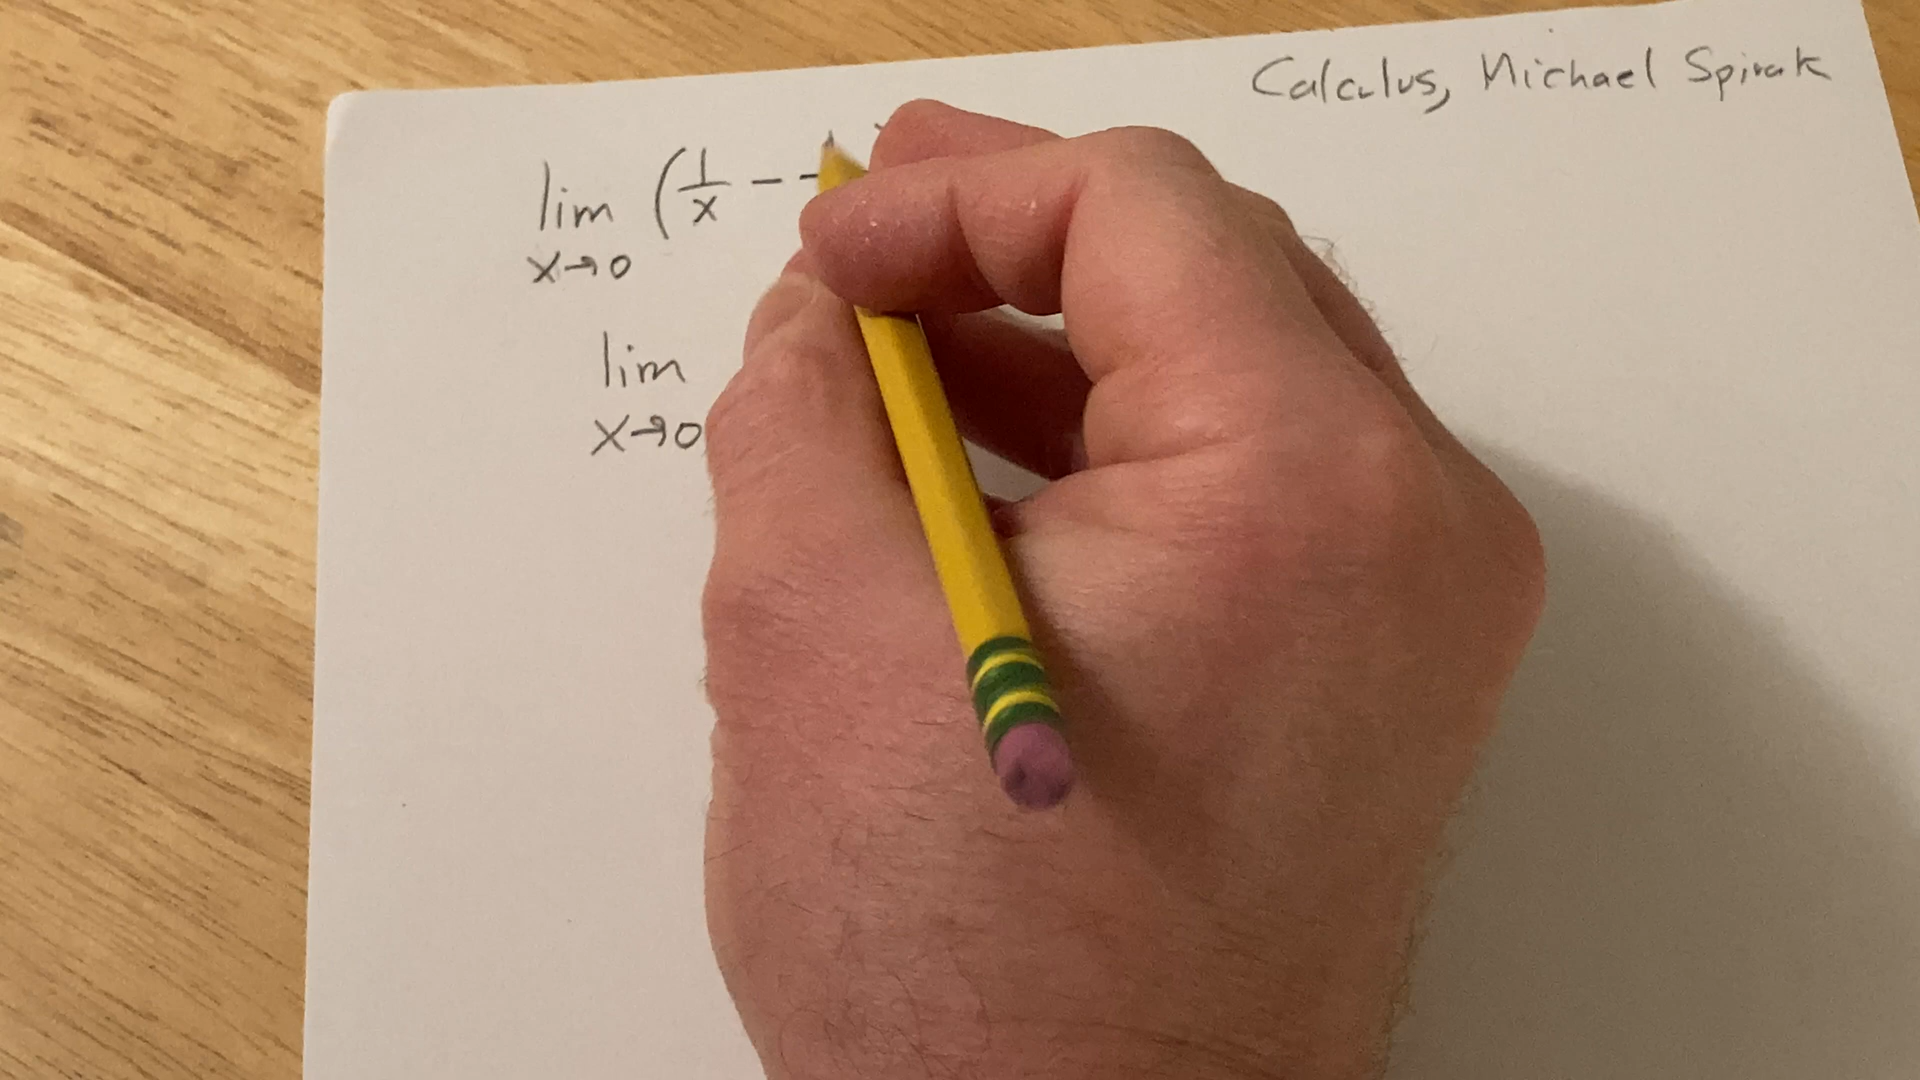 Calculus, Michael Spivak
lim (1/x -
x→0
lim
x→0